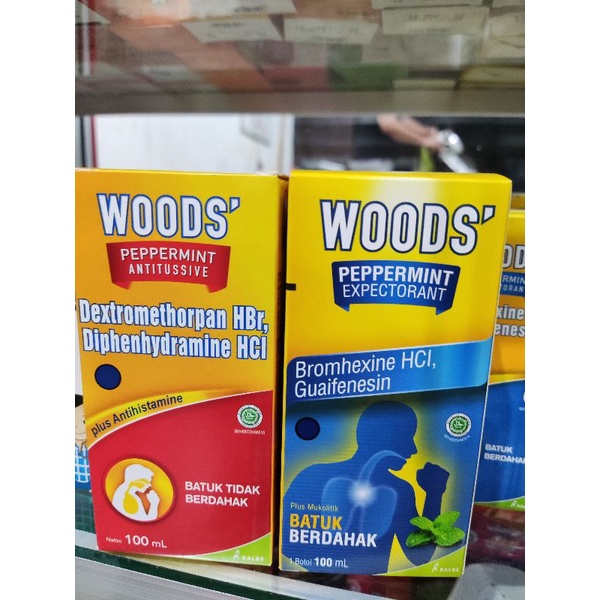 WOODS'
PEPPERMINT
ANTITUSSIVE
Dextromethorpan HBr,
Diphenhydramine HCl
plus Antihistamine
BATUK TIDAK
BERDAHAK
Netto 100 mL
KALBE
WOODS'
PEPPERMINT
EXPECTORANT
Bromhexine HCl,
Guaifenesin
Plus Mukolitik
BATUK
BERDAHAK
1 Botol 100 mL
KALBE
BATUK
BERDAHAK